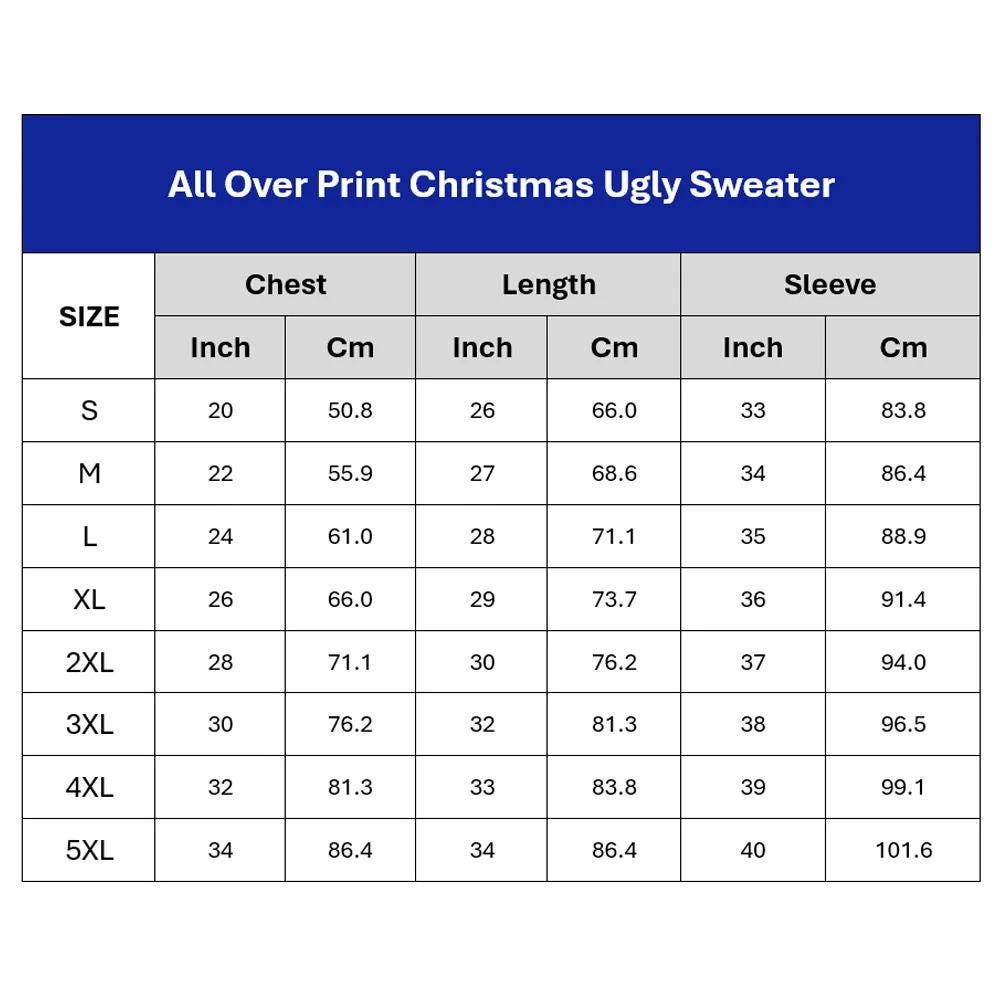 All Over Print Christmas Ugly Sweater
SIZE Chest Length Sleeve
Inch Cm Inch Cm Inch Cm
S 20 50.8 26 66.0 33 83.8
M 22 55.9 27 68.6 34 86.4
L 24 61.0 28 71.1 35 88.9
XL 26 66.0 29 73.7 36 91.4
2XL 28 71.1 30 76.2 37 94.0
3XL 30 76.2 32 81.3 38 96.5
4XL 32 81.3 33 83.8 39 99.1
5XL 34 86.4 34 86.4 40 101.6